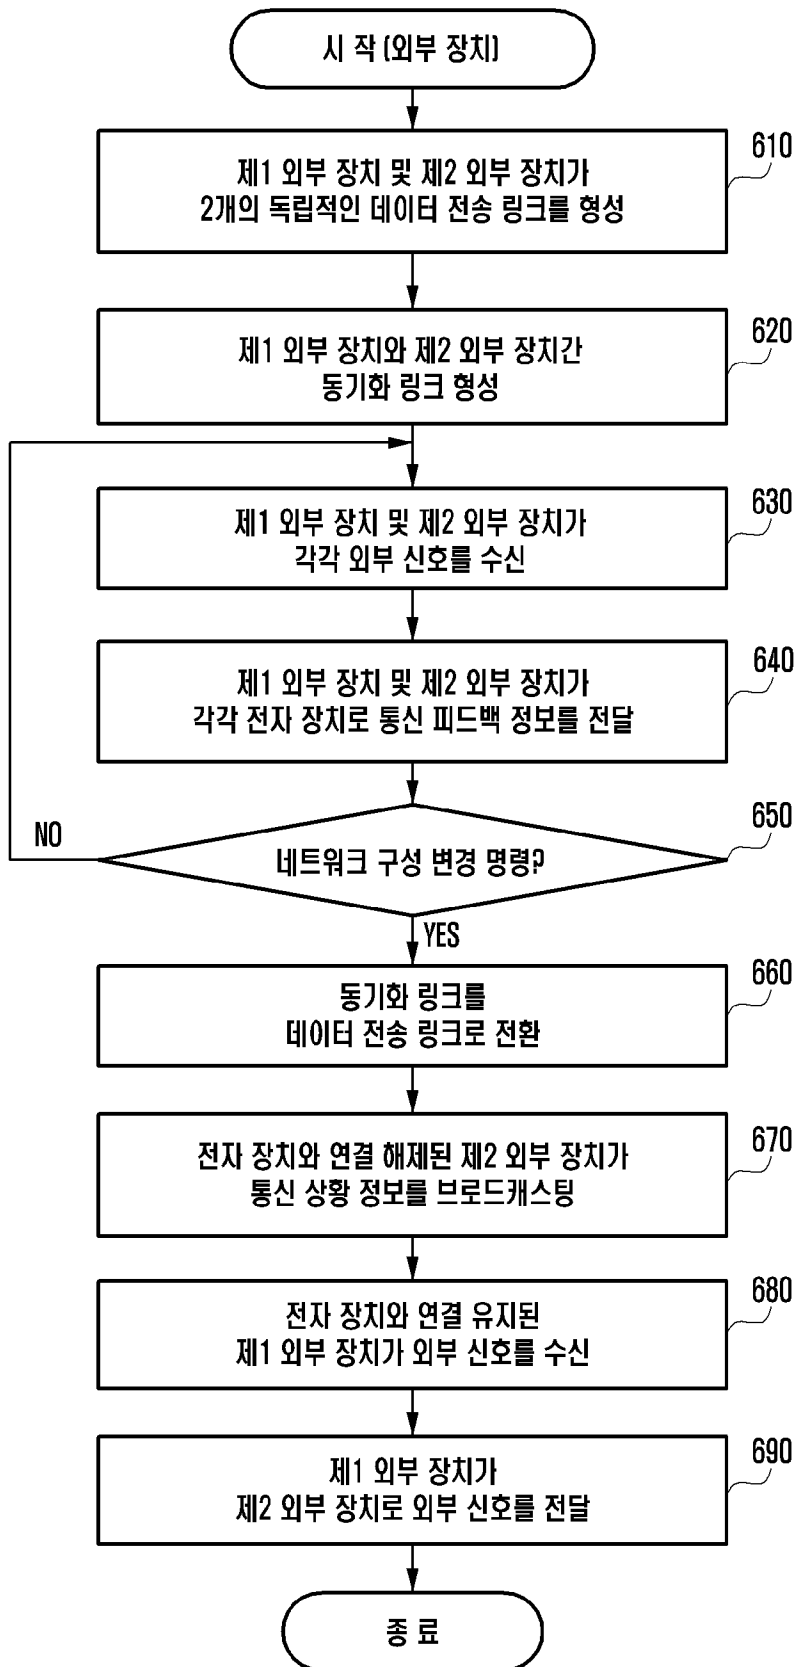 시 작 (외부 장치)
610
제1 외부 장치 및 제2 외부 장치가
2개의 독립적인 데이터 전송 링크를 형성
620
제1 외부 장치와 제2 외부 장치간
동기화 링크 형성
630
제1 외부 장치 및 제2 외부 장치가
각각 외부 신호를 수신
640
제1 외부 장치 및 제2 외부 장치가
각각 전자 장치로 통신 피드백 정보를 전달
650
NO
네트워크 구성 변경 명령?
YES
660
동기화 링크를
데이터 전송 링크로 전환
670
전자 장치와 연결 해제된 제2 외부 장치가
통신 상황 정보를 브로드캐스팅
680
전자 장치와 연결 유지된
제1 외부 장치가 외부 신호를 수신
690
제1 외부 장치가
제2 외부 장치로 외부 신호를 전달
종 료